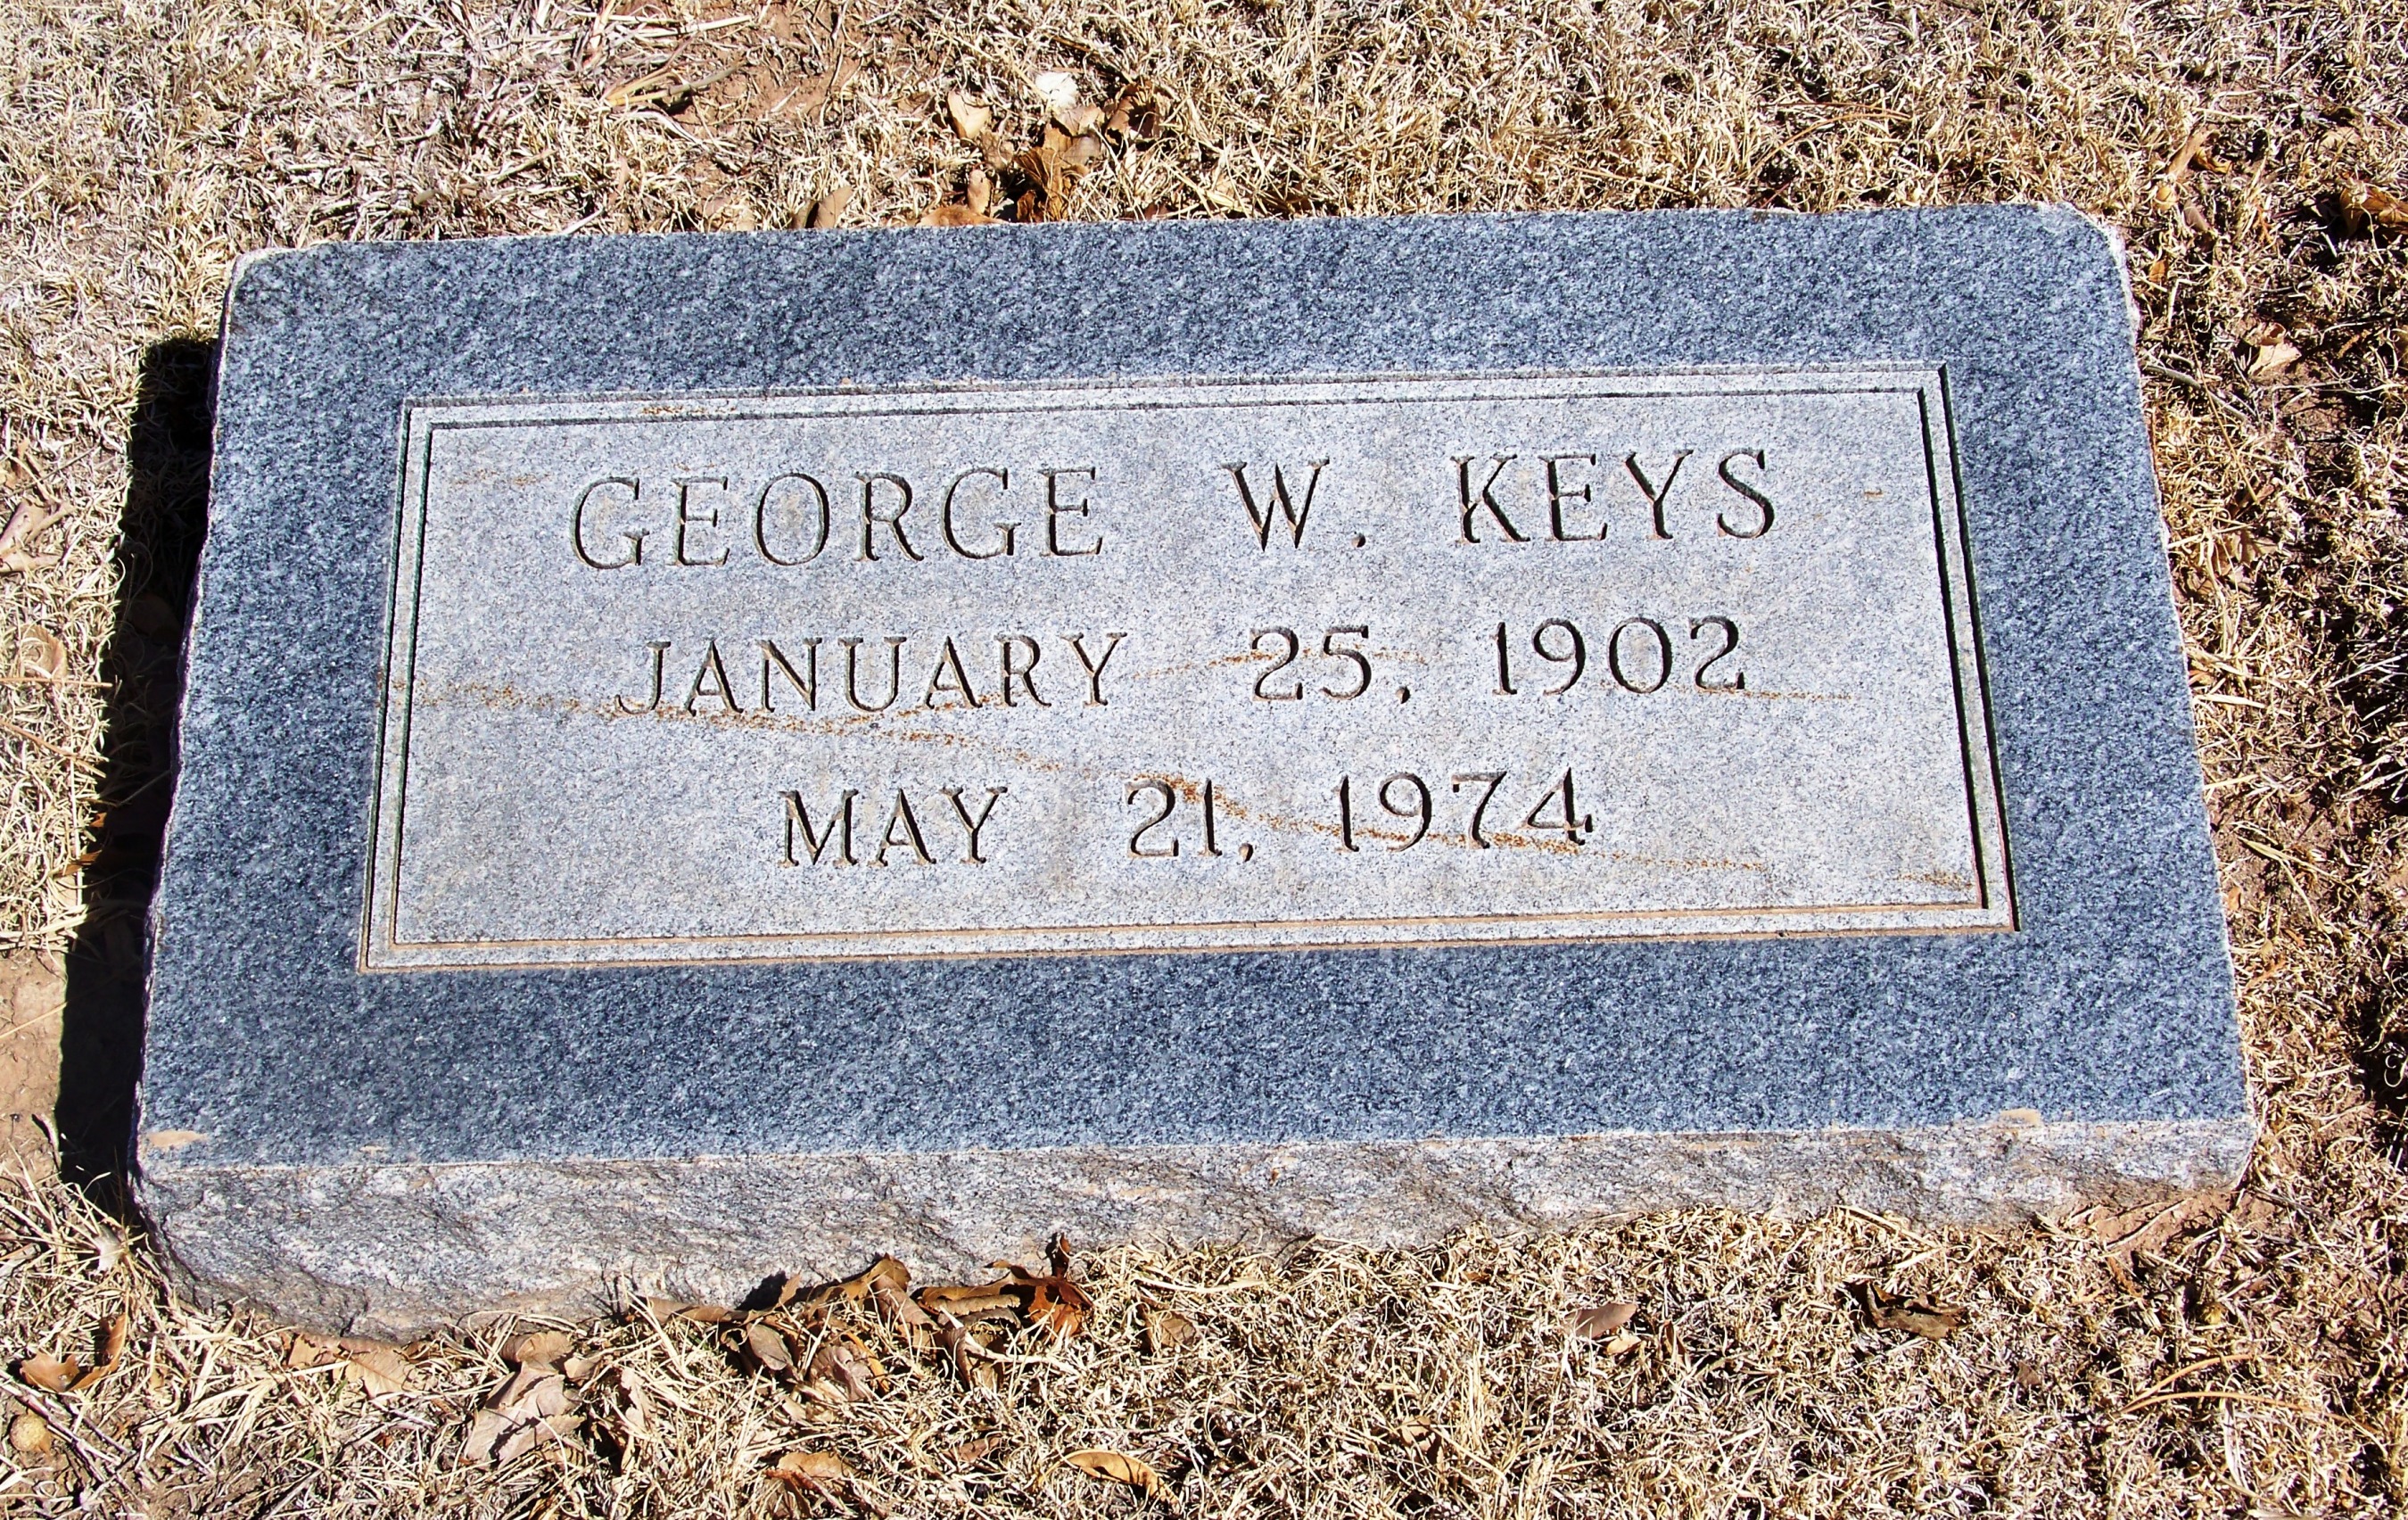 GEORGE W. KEYS
JANUARY 25, 1902
MAY 21, 1974